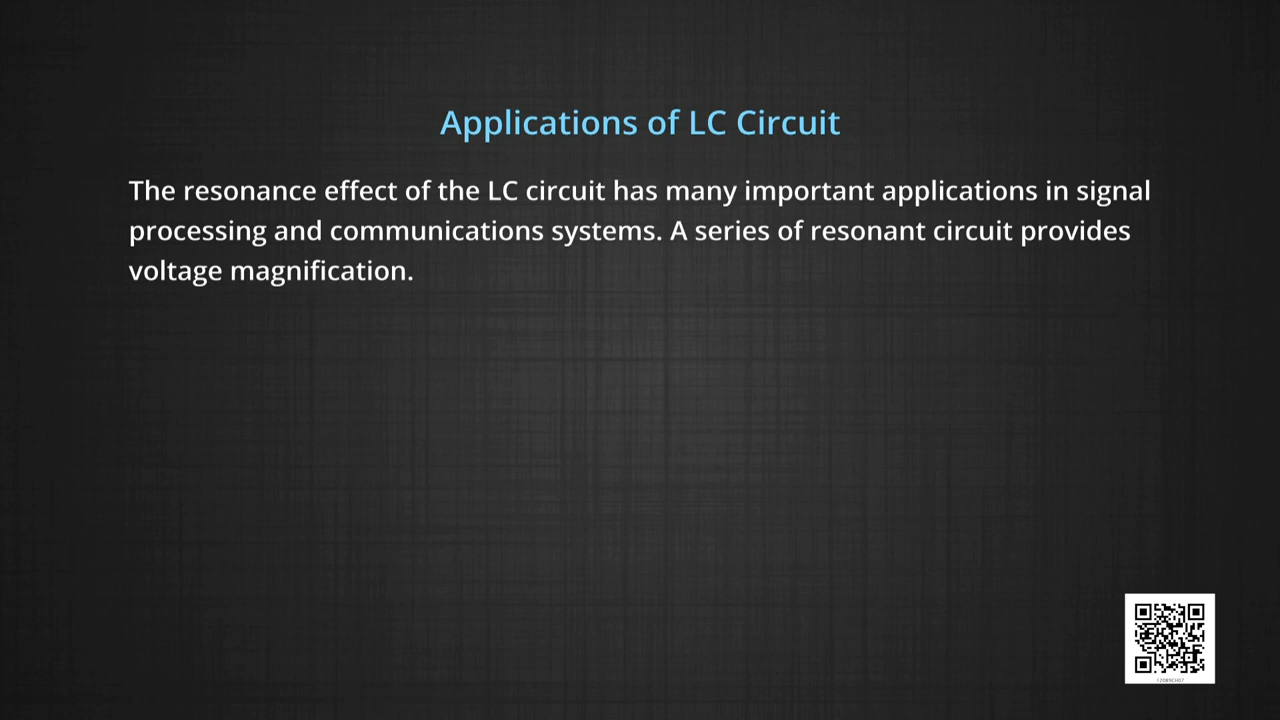 Applications of LC Circuit
The resonance effect of the LC circuit has many important applications in signal
processing and communications systems. A series of resonant circuit provides
voltage magnification.